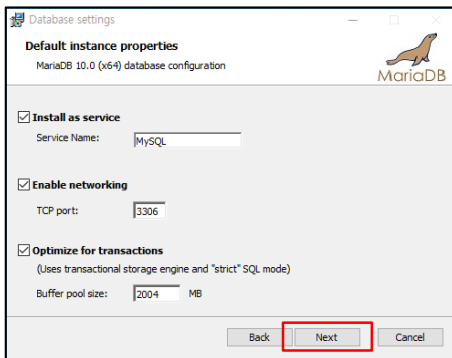 Database settings
Default instance properties
MariaDB 10.0 (x64) database configuration
MariaDB
Install as service
Service Name: MySQL
Enable networking
TCP port: 3306
Optimize for transactions
(Uses transactional storage engine and "strict" SQL mode)
Buffer pool size: 2004 MB
Back Next Cancel